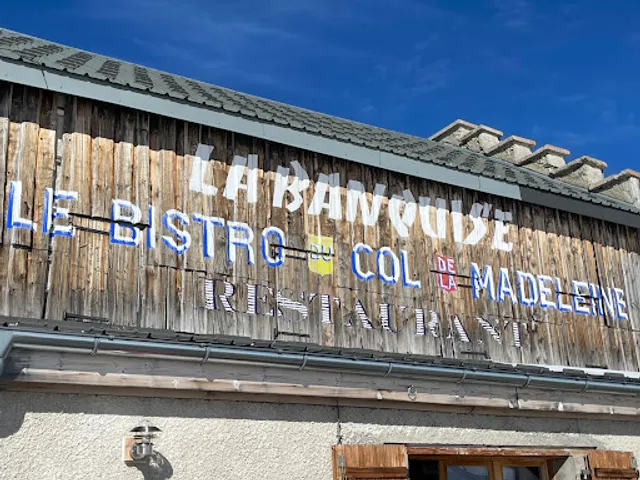 LA BANQUISE
LE BISTRO DU COL DE LA MADELEINE
RESTAURANT